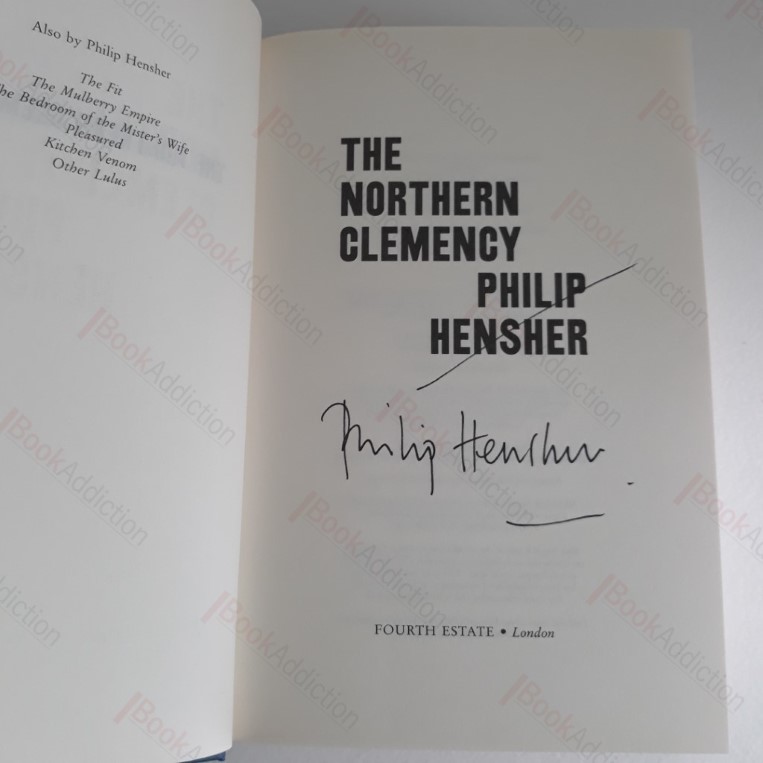 Also by Philip Hensher
The Fit
The Mulberry Empire
The Bedroom of the Mister's Wife
Pleasured
Kitchen Venom
Other Lulus
THE
NORTHERN
CLEMENCY
PHILIP
HENSHER
Philip Hensher
FOURTH ESTATE • London
BookAddiction